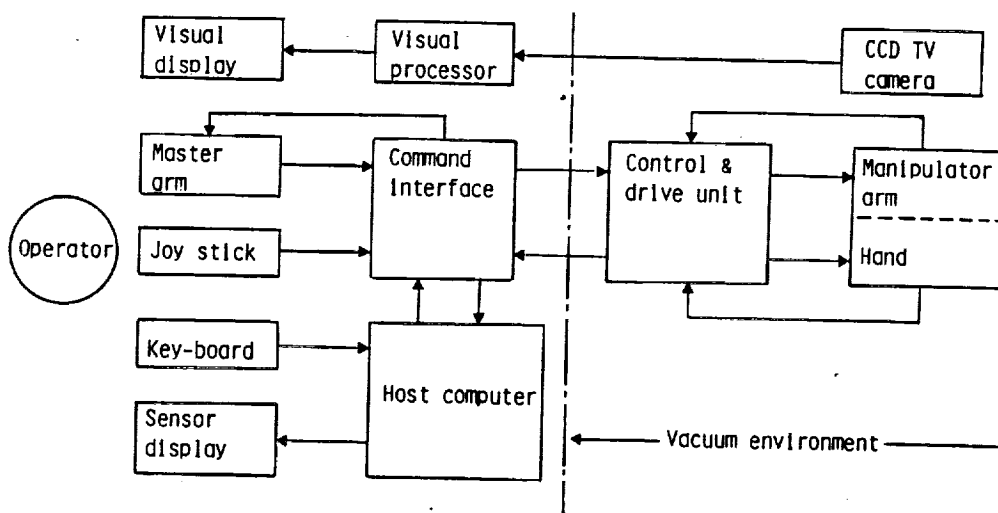 Visual
display
Visual
processor
CCD TV
camera
Master
arm
Command
interface
Control &
drive unit
Manipulator
arm
Operator
Joy stick
Hand
Key-board
Host computer
Sensor
display
Vacuum environment